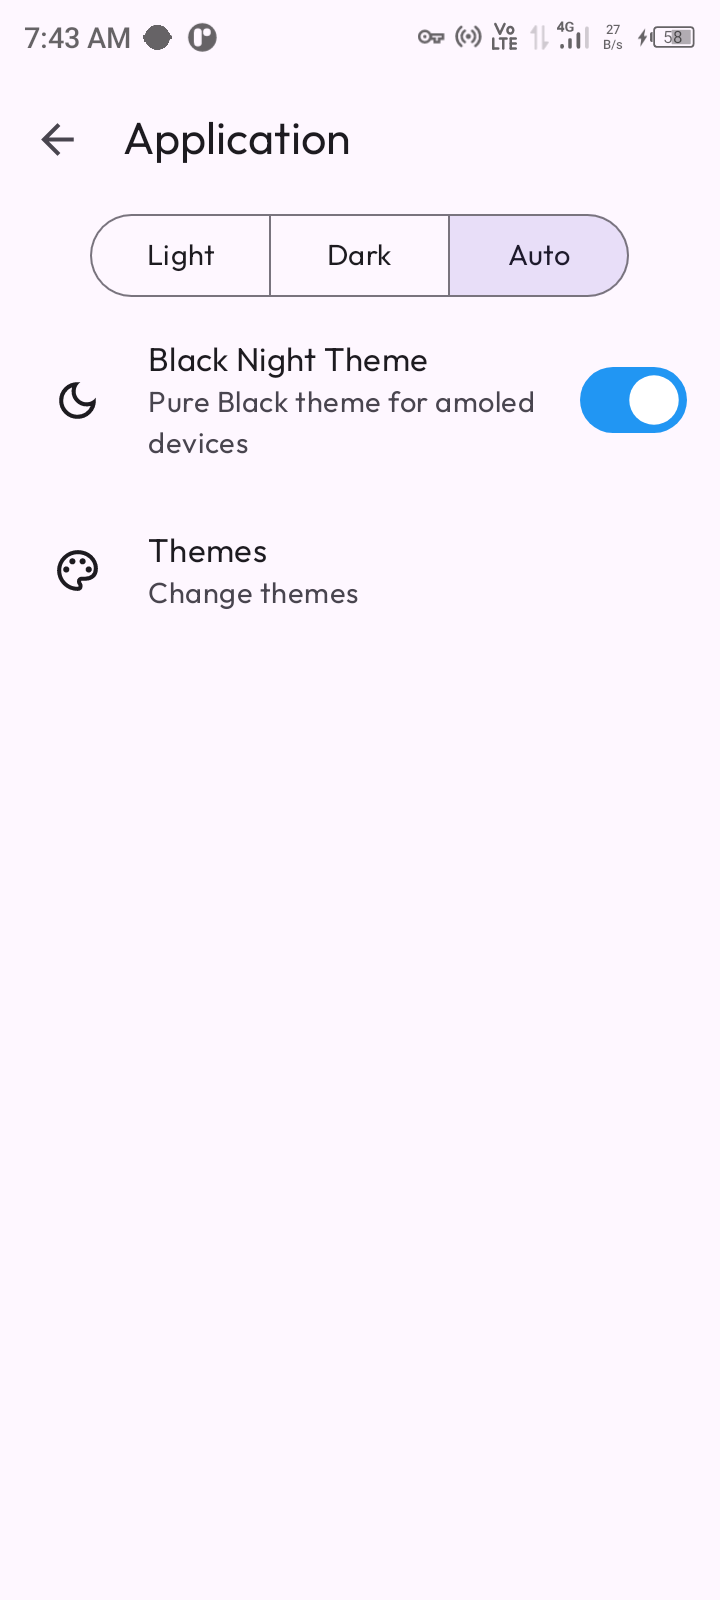 7:43 AM
Vo
LTE
4G
27
B/s
58
Application
Light
Dark
Auto
Black Night Theme
Pure Black theme for amoled
devices
Themes
Change themes